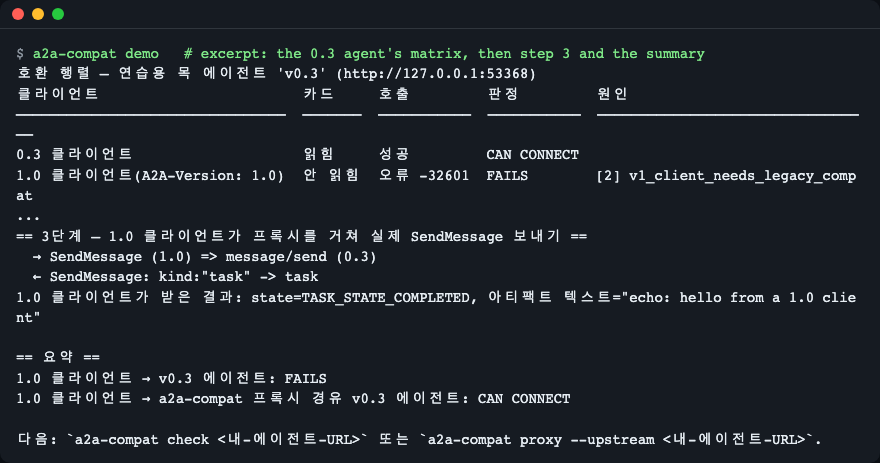 $ a2a-compat demo   # excerpt: the 0.3 agent's matrix, then step 3 and the summary
호환 행렬 — 연습용 목 에이전트 'v0.3' (http://127.0.0.1:53368)
클라이언트 카드 호출 판정 원인
0.3 클라이언트 읽힘 성공 CAN CONNECT
1.0 클라이언트(A2A-Version: 1.0) 안 읽힘 오류 -32601 FAILS [2] v1_client_needs_legacy_comp
at
...
== 3단계 — 1.0 클라이언트가 프록시를 거쳐 실제 SendMessage 보내기 ==
→ SendMessage (1.0) => message/send (0.3)
← SendMessage: kind:"task" -> task
1.0 클라이언트가 받은 결과: state=TASK_STATE_COMPLETED, 아티팩트 텍스트="echo: hello from a 1.0 clie
nt"
== 요약 ==
1.0 클라이언트 → v0.3 에이전트: FAILS
1.0 클라이언트 → a2a-compat 프록시 경유 v0.3 에이전트: CAN CONNECT
다음: `a2a-compat check <내-에이전트-URL>` 또는 `a2a-compat proxy --upstream <내-에이전트-URL>`.